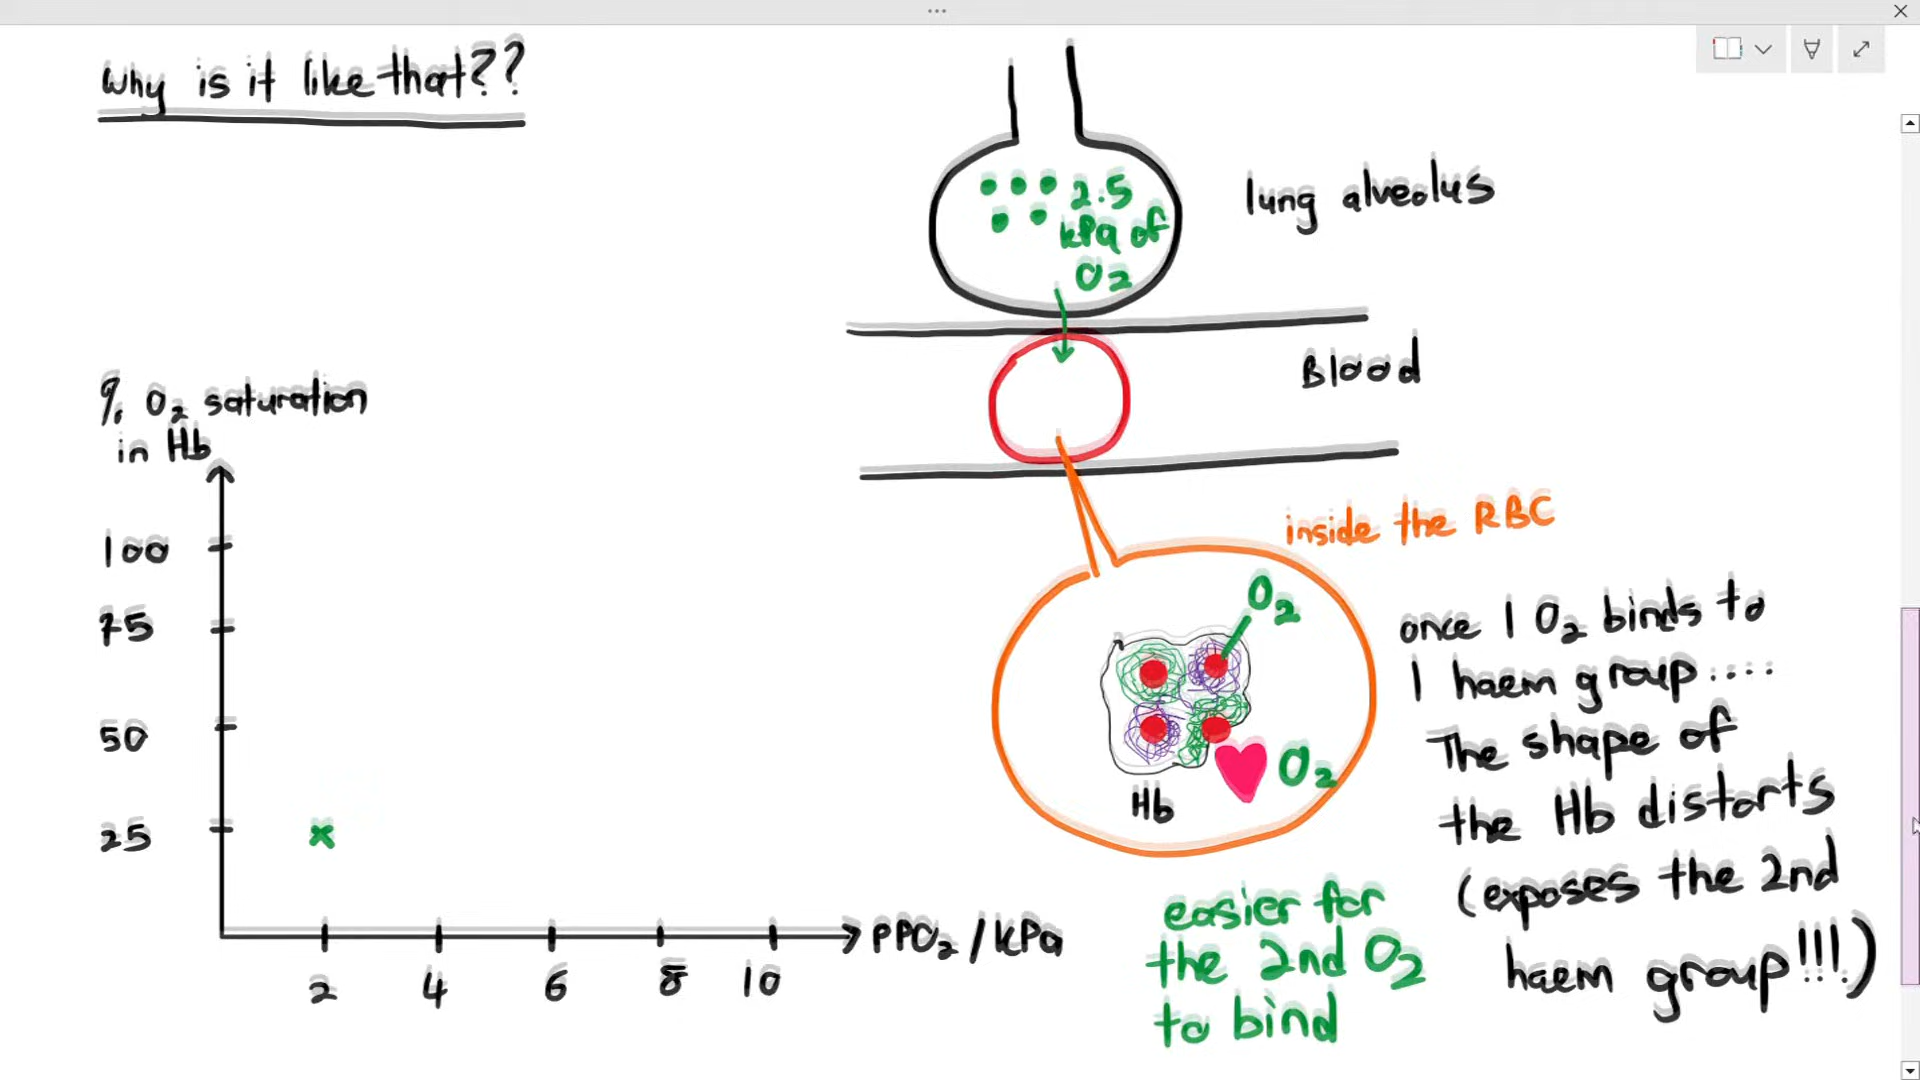 Why is it like that??
2.5
kPa of
O2
lung alveolus
Blood
% O2 saturation
in Hb
100
75
50
25
2
4
6
8
10
PPO2 / kPa
inside the RBC
O2
O2
Hb
once 1 O2 binds to
1 haem group....
The shape of
the Hb distorts
(exposes the 2nd
haem group!!!)
easier for
the 2nd O2
to bind